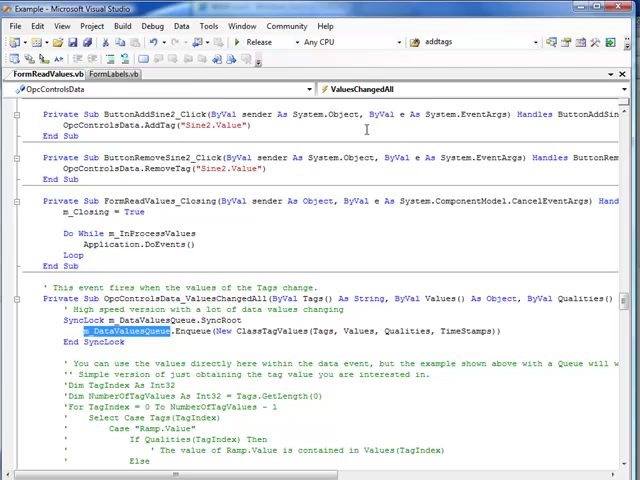 Example - Microsoft Visual Studio
File Edit View Project Build Debug Data Tools Window Community Help
Release Any CPU addtags
FormReadValues.vb FormLabels.vb
OpcControlsData ValuesChangedAll
Private Sub ButtonAddSine2_Click(ByVal sender As System.Object, ByVal e As System.EventArgs) Handles ButtonAddSin
OpcControlsData.AddTag("Sine2.Value")
End Sub
Private Sub ButtonRemoveSine2_Click(ByVal sender As System.Object, ByVal e As System.EventArgs) Handles ButtonRem
OpcControlsData.RemoveTag("Sine2.Value")
End Sub
Private Sub FormReadValues_Closing(ByVal sender As Object, ByVal e As System.ComponentModel.CancelEventArgs) Hand
m_Closing = True
Do While m_InProcessValues
Application.DoEvents()
Loop
End Sub
' This event fires when the values of the Tags change.
Private Sub OpcControlsData_ValuesChangedAll(ByVal Tags() As String, ByVal Values() As Object, ByVal Qualities()
' High speed version with a lot of data values changing
SyncLock m_DataValuesQueue.SyncRoot
m_DataValuesQueue.Enqueue(New ClassTagValues(Tags, Values, Qualities, TimeStamps))
End SyncLock
' You can use the values directly here within the data event, but the example shown above with a Queue will w
' Simple version of just obtaining the tag value you are interested in.
'Dim TagIndex As Int32
'Dim NumberOfTagValues As Int32 = Tags.GetLength(0)
'For TagIndex = 0 To NumberOfTagValues - 1
' Select Case Tags(TagIndex)
' Case "Ramp.Value"
' If Qualities(TagIndex) Then
' ' The value of Ramp.Value is contained in Values(TagIndex)
' Else